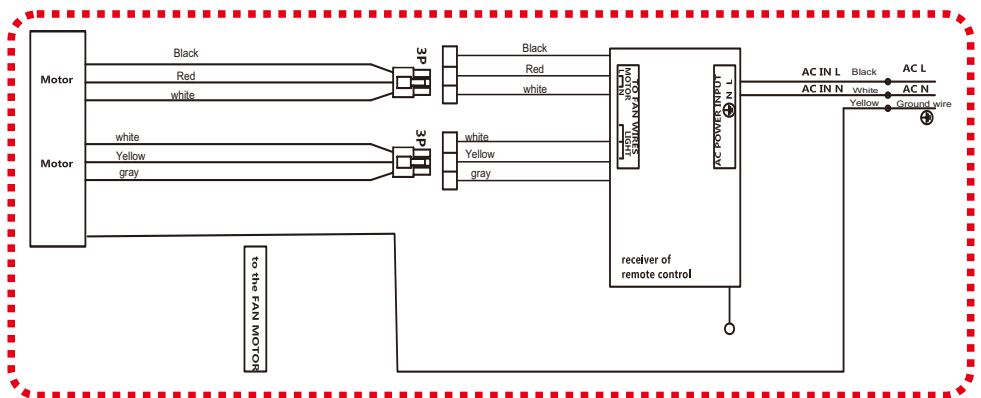 Motor
Motor
Black
Red
white
white
Yellow
gray
3P
3P
Black
Red
white
white
Yellow
gray
TO FAN WIRES
MOTOR
L N
LIGHT
AC POWER INPUT
N L
receiver of
remote control
AC IN L Black AC L
AC IN N White AC N
Yellow Ground wire
to the FAN MOTOR